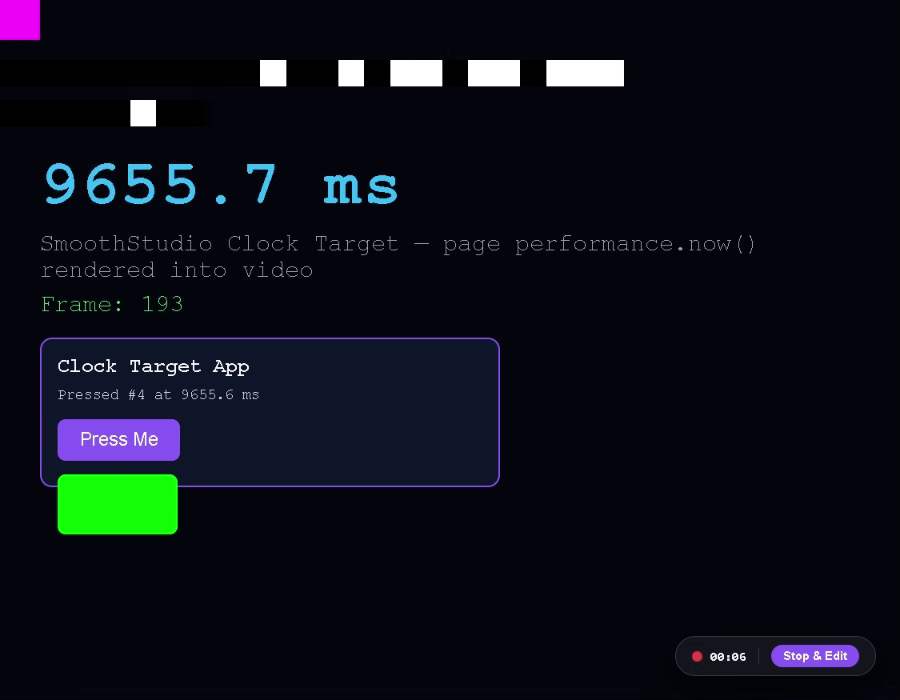 9655.7 ms
SmoothStudio Clock Target — page performance.now()
rendered into video
Frame: 193
Clock Target App
Pressed #4 at 9655.6 ms
Press Me
00:06
Stop & Edit